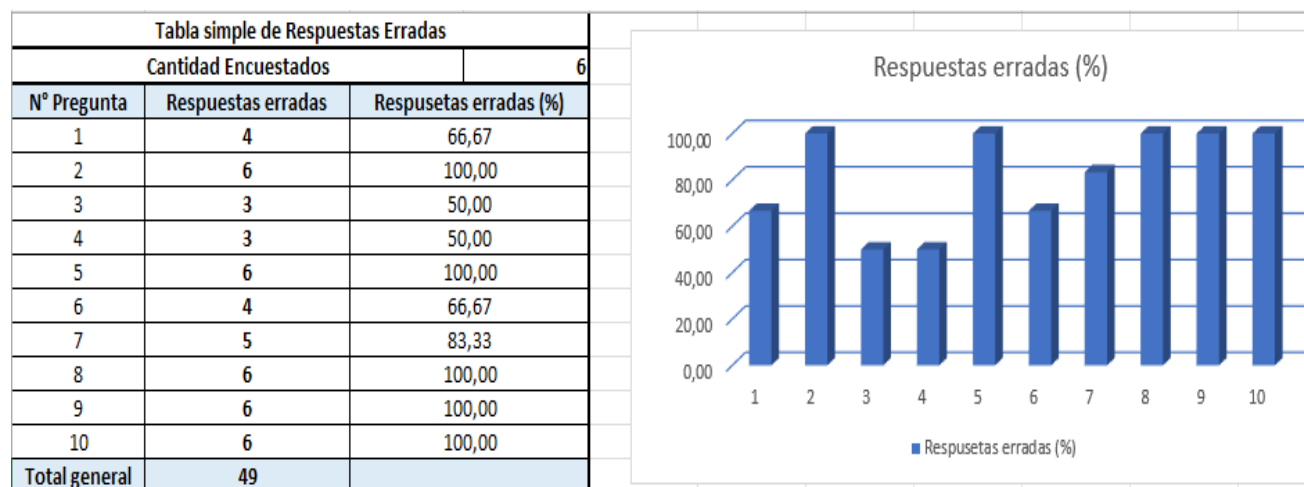 Tabla simple de Respuestas Erradas
Cantidad Encuestados 6
N° Pregunta Respuestas erradas Respusetas erradas (%)
1 4 66,67
2 6 100,00
3 3 50,00
4 3 50,00
5 6 100,00
6 4 66,67
7 5 83,33
8 6 100,00
9 6 100,00
10 6 100,00
Total general 49
Respuestas erradas (%)
100,00
80,00
60,00
40,00
20,00
0,00
1 2 3 4 5 6 7 8 9 10
Respusetas erradas (%)